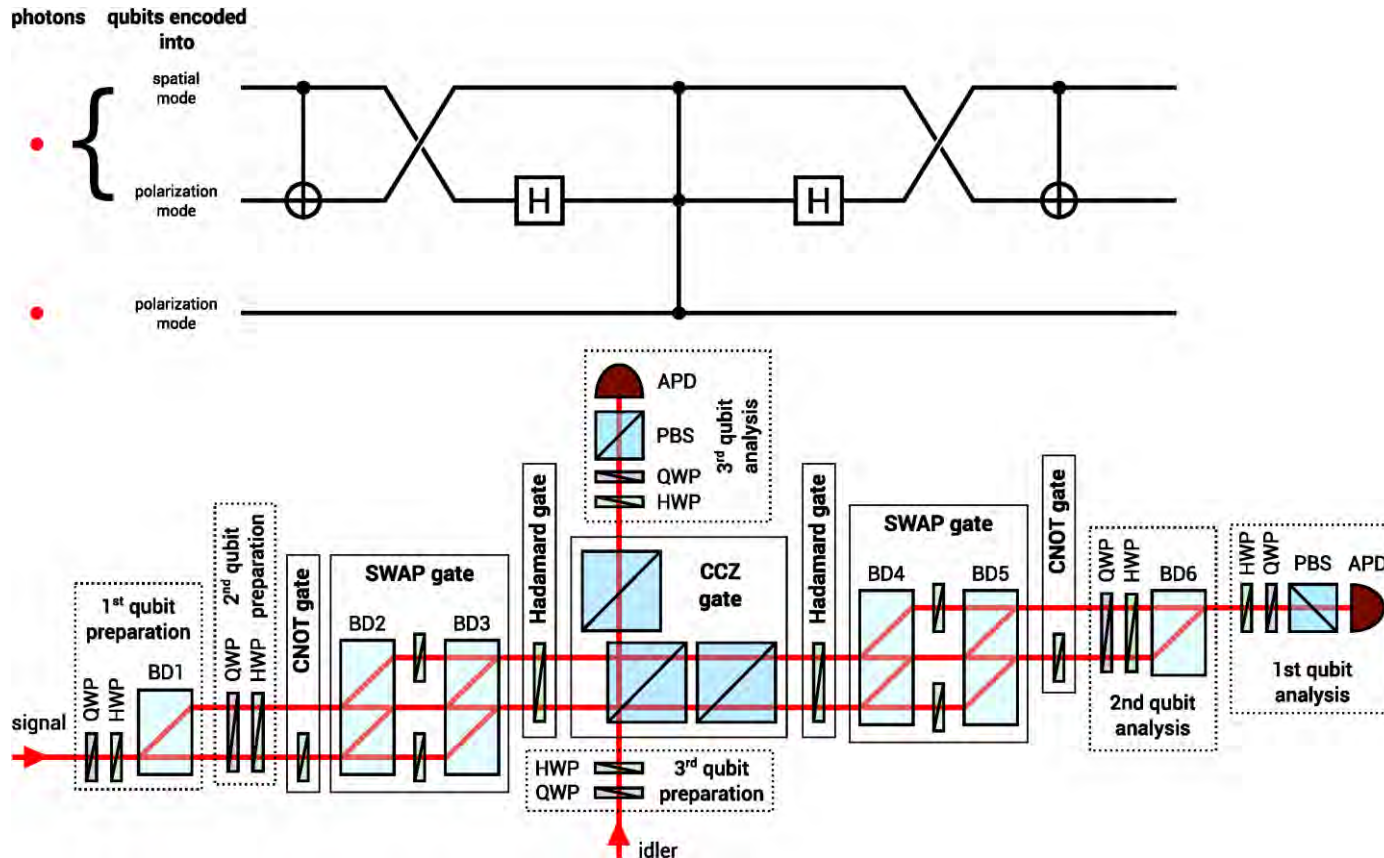 photons
qubits encoded
into
spatial
mode
polarization
mode
H
H
polarization
mode
APD
PBS
QWP
HWP
3rd qubit
analysis
1st qubit
preparation
QWP
HWP
BD1
signal
2nd qubit
preparation
QWP
HWP
CNOT gate
SWAP gate
BD2
BD3
Hadamard gate
CCZ
gate
HWP
QWP
3rd qubit
preparation
idler
Hadamard gate
SWAP gate
BD4
BD5
CNOT gate
QWP
HWP
BD6
2nd qubit
analysis
HWP
QWP
PBS
APD
1st qubit
analysis